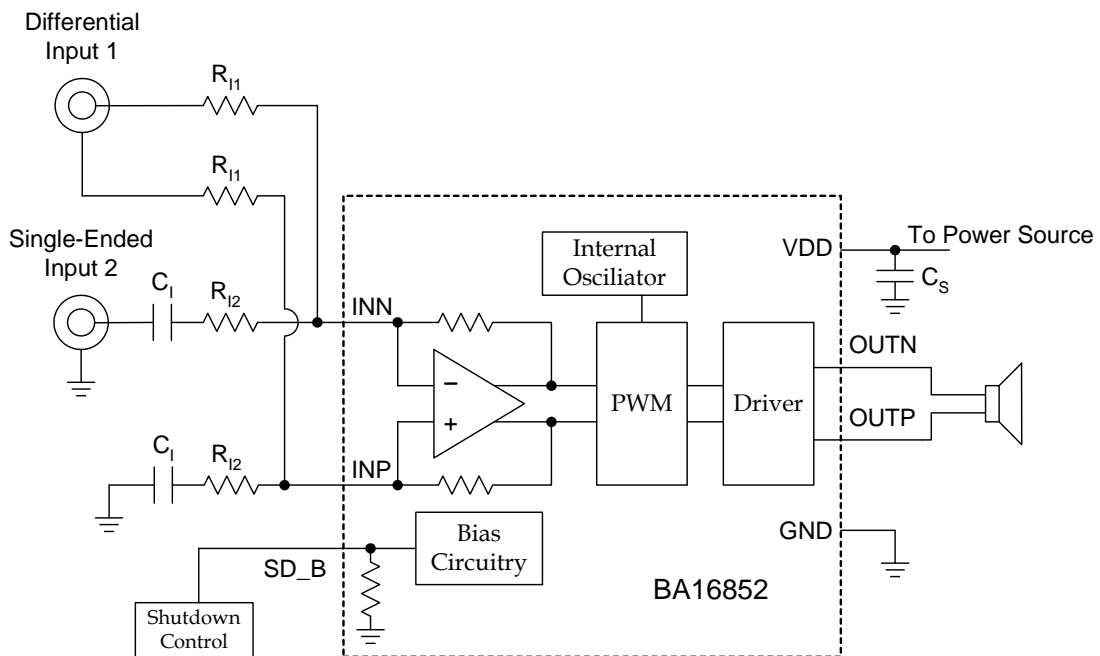 Differential
Input 1
R_I1
R_I1
Single-Ended
Input 2
C_I
R_I2
INN
Internal
Osciliator
VDD
To Power Source
C_S
OUTN
−
+
PWM
Driver
OUTP
C_I
R_I2
INP
Bias
Circuitry
GND
SD_B
BA16852
Shutdown
Control